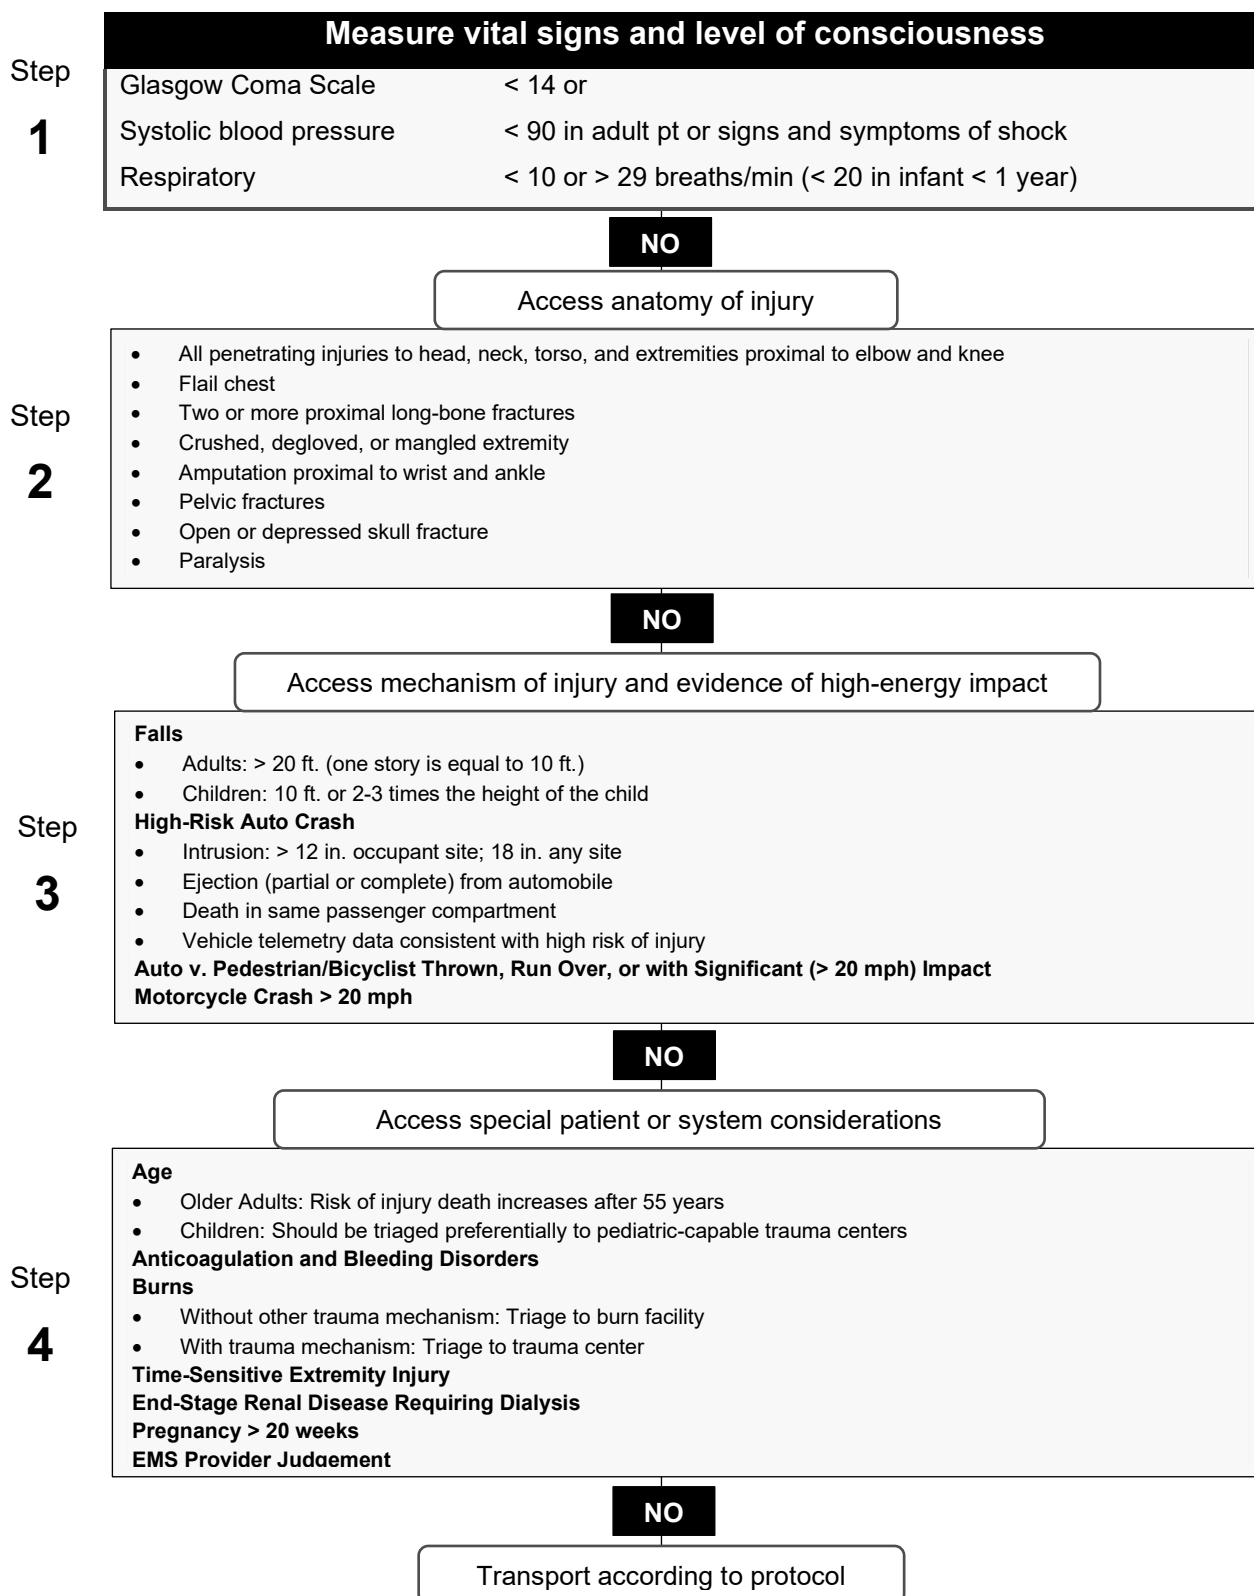 Measure vital signs and level of consciousness
Step
1
Glasgow Coma Scale < 14 or
Systolic blood pressure < 90 in adult pt or signs and symptoms of shock
Respiratory < 10 or > 29 breaths/min (< 20 in infant < 1 year)
NO
Access anatomy of injury
Step
2
• All penetrating injuries to head, neck, torso, and extremities proximal to elbow and knee
• Flail chest
• Two or more proximal long-bone fractures
• Crushed, degloved, or mangled extremity
• Amputation proximal to wrist and ankle
• Pelvic fractures
• Open or depressed skull fracture
• Paralysis
NO
Access mechanism of injury and evidence of high-energy impact
Step
3
Falls
• Adults: > 20 ft. (one story is equal to 10 ft.)
• Children: 10 ft. or 2-3 times the height of the child
High-Risk Auto Crash
• Intrusion: > 12 in. occupant site; 18 in. any site
• Ejection (partial or complete) from automobile
• Death in same passenger compartment
• Vehicle telemetry data consistent with high risk of injury
Auto v. Pedestrian/Bicyclist Thrown, Run Over, or with Significant (> 20 mph) Impact
Motorcycle Crash > 20 mph
NO
Access special patient or system considerations
Step
4
Age
• Older Adults: Risk of injury death increases after 55 years
• Children: Should be triaged preferentially to pediatric-capable trauma centers
Anticoagulation and Bleeding Disorders
Burns
• Without other trauma mechanism: Triage to burn facility
• With trauma mechanism: Triage to trauma center
Time-Sensitive Extremity Injury
End-Stage Renal Disease Requiring Dialysis
Pregnancy > 20 weeks
EMS Provider Judgement
NO
Transport according to protocol